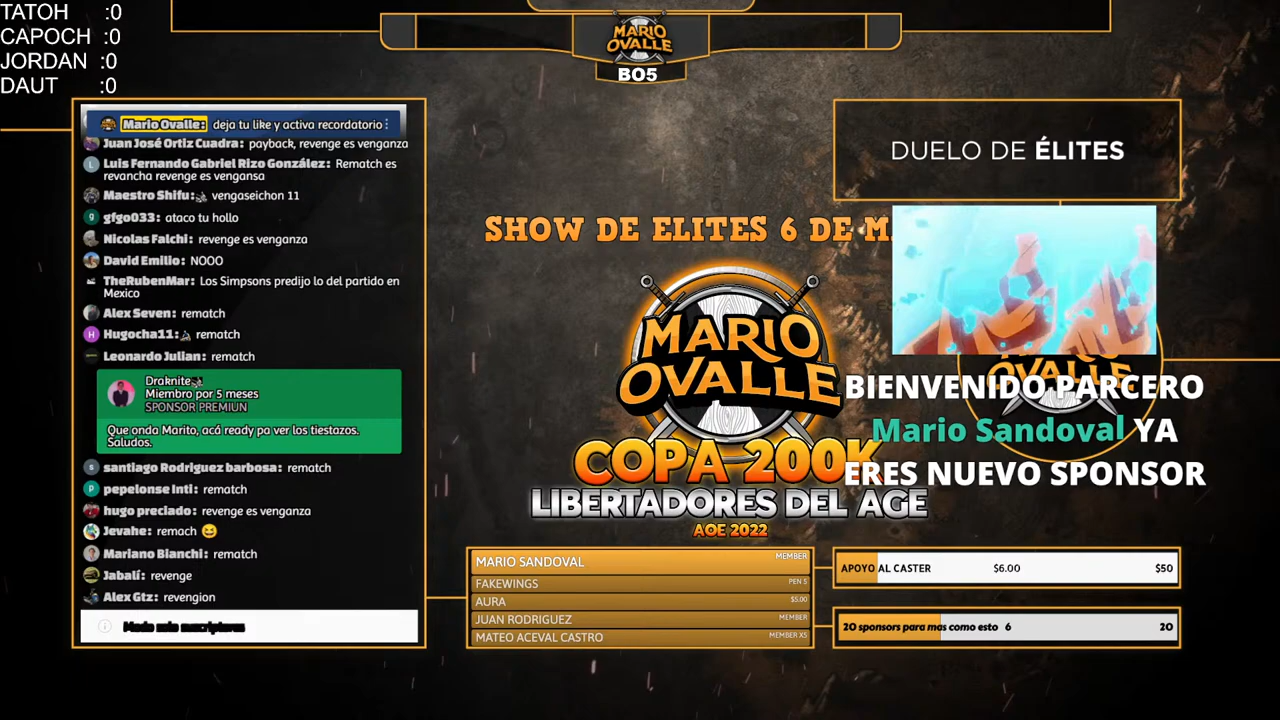 TATOH :0
CAPOCH :0
JORDAN :0
DAUT :0
MARIO
OVALLE
BO5
Mario Ovalle: deja tu like y activa recordatorio
Juan José Ortiz Cuadra: payback, revenge es venganza
Luis Fernando Gabriel Rizo González: Rematch es
revancha revenge es vengansa
Maestro Shifu: vengaseichon 11
gfgo033: ataco tu hollo
Nicolas Falchi: revenge es venganza
David Emilio: NOOO
TheRubenMar: Los Simpsons predijo lo del partido en
Mexico
Alex Seven: rematch
H Hugocha11: rematch
Leonardo Julian: rematch
Draknite
Miembro por 5 meses
SPONSOR PREMIUN
Que onda Marito, acá ready pa ver los tiestazos.
Saludos.
s santiago Rodriguez barbosa: rematch
P pepelonse Inti: rematch
hugo preciado: revenge es venganza
Jevahe: remach 😆
Mariano Bianchi: rematch
Jabalí: revenge
Alex Gtz: revengion
Modo solo suscriptores
SHOW DE ELITES 6 DE M
MARIO
OVALLE
COPA 200K
LIBERTADORES DEL AGE
AOE 2022
MARIO SANDOVAL MEMBER
FAKEWINGS PEN 5
AURA $5.00
JUAN RODRIGUEZ MEMBER
MATEO ACEVAL CASTRO MEMBER X5
DUELO DE ÉLITES
OVALLE
BIENVENIDO PARCERO
Mario Sandoval YA
ERES NUEVO SPONSOR
APOYO AL CASTER $6.00 $50
20 sponsors para mas como esto 6 20